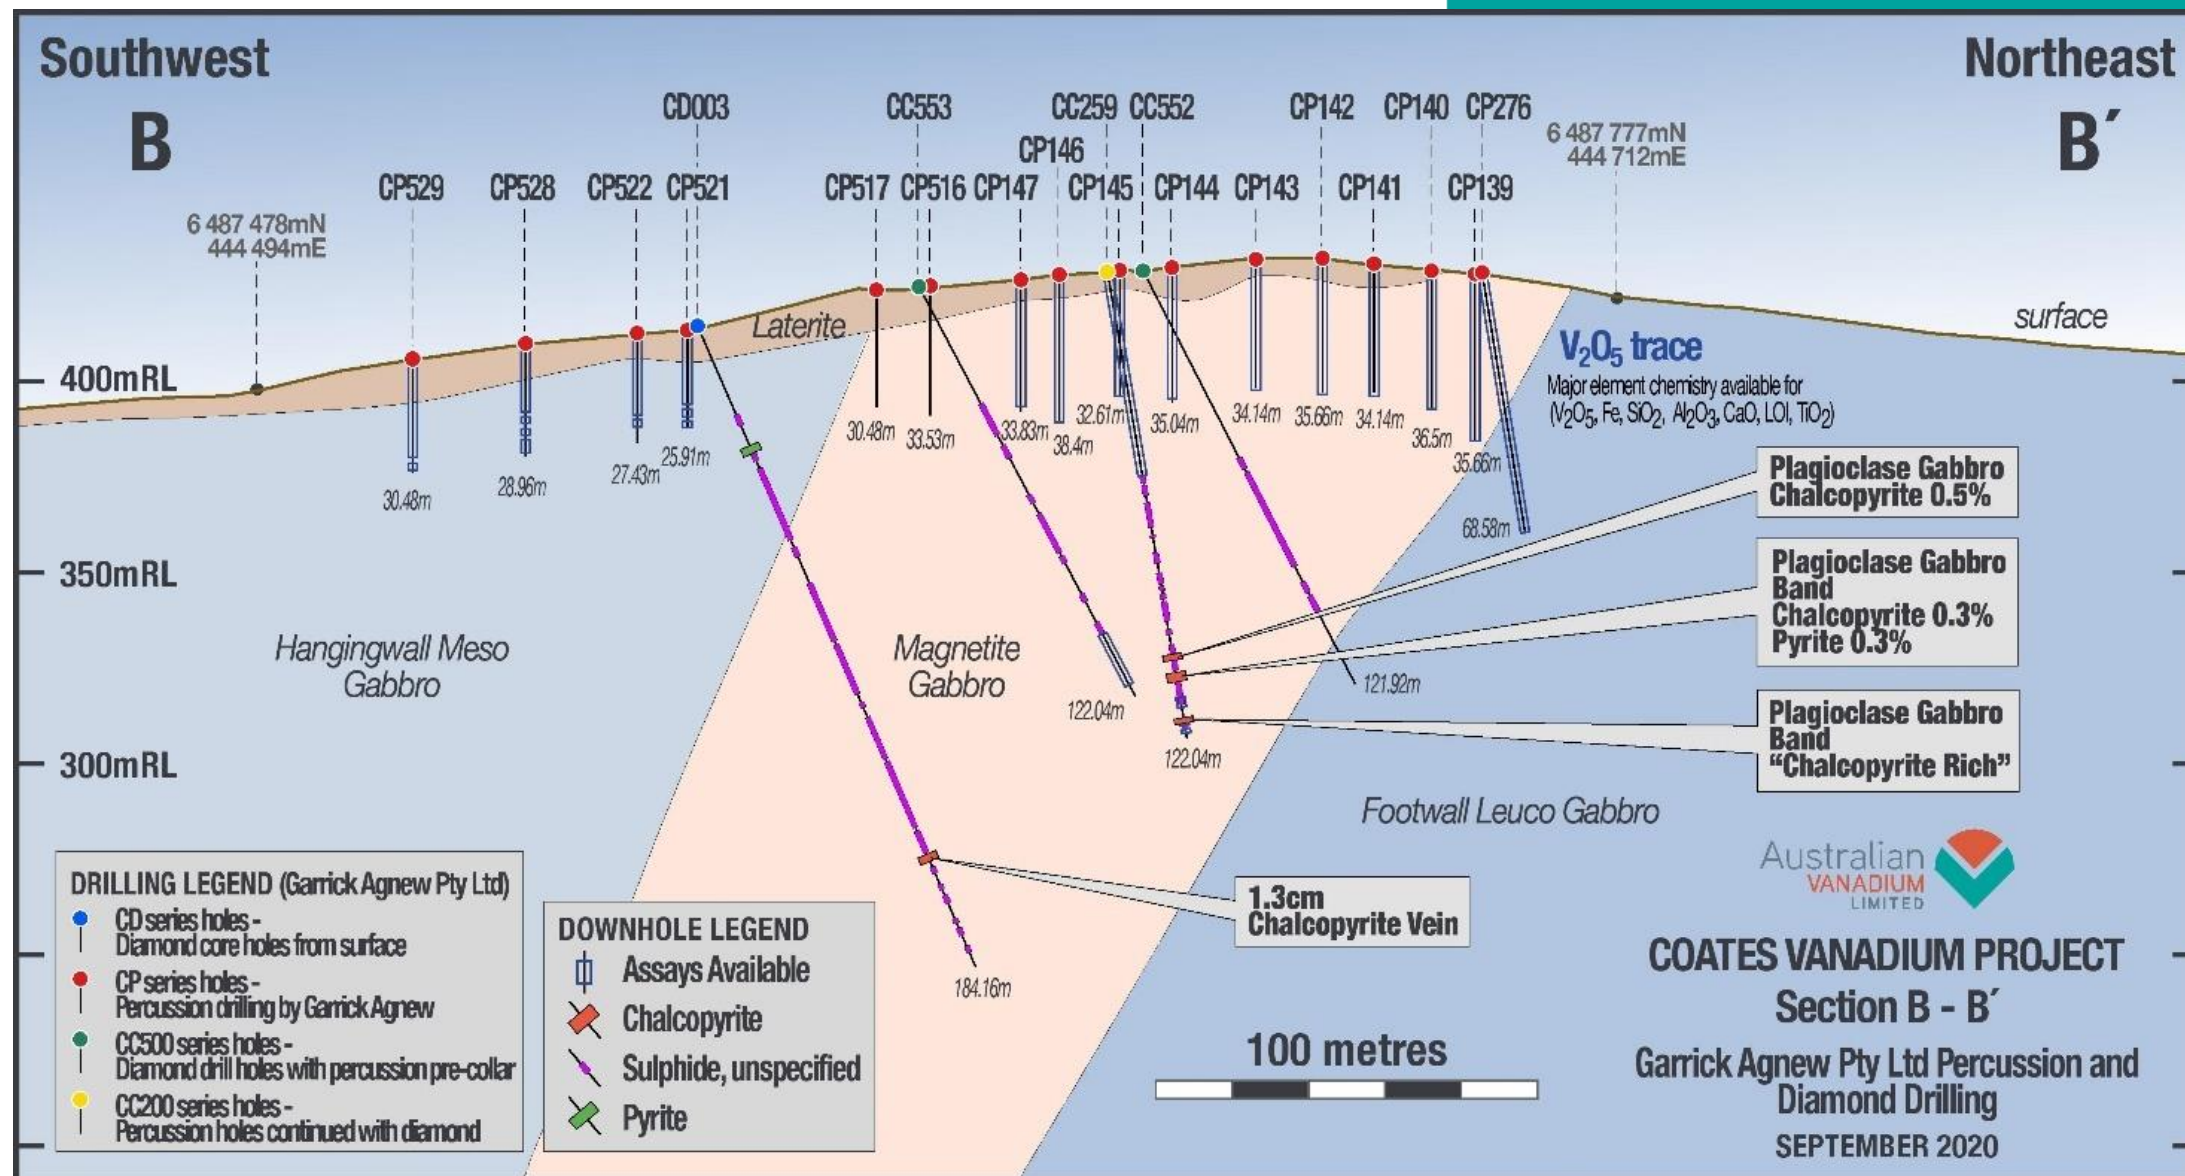 Southwest
B
Northeast
B´
CD003
CC553
CC259
CC552
CP142
CP140
CP276
CP146
CP529
CP528
CP522
CP521
CP517
CP516
CP147
CP145
CP144
CP143
CP141
CP139
6 487 478mN
444 494mE
6 487 777mN
444 712mE
surface
Laterite
400mRL
350mRL
300mRL
V₂O₅ trace
Major element chemistry available for
(V₂O₅, Fe, SiO₂, Al₂O₃, CaO, LOI, TiO₂)
30.48m
28.96m
27.43m
25.91m
30.48m
33.53m
33.83m
38.4m
32.61m
35.04m
34.14m
35.66m
34.14m
36.5m
35.66m
68.58m
122.04m
122.04m
121.92m
184.16m
Hangingwall Meso
Gabbro
Magnetite
Gabbro
Footwall Leuco Gabbro
Plagioclase Gabbro
Chalcopyrite 0.5%
Plagioclase Gabbro
Band
Chalcopyrite 0.3%
Pyrite 0.3%
Plagioclase Gabbro
Band
“Chalcopyrite Rich”
1.3cm
Chalcopyrite Vein
DRILLING LEGEND (Garrick Agnew Pty Ltd)
CD series holes -
Diamond core holes from surface
CP series holes -
Percussion drilling by Garrick Agnew
CC500 series holes -
Diamond drill holes with percussion pre-collar
CC200 series holes -
Percussion holes continued with diamond
DOWNHOLE LEGEND
Assays Available
Chalcopyrite
Sulphide, unspecified
Pyrite
100 metres
Australian
VANADIUM
LIMITED
COATES VANADIUM PROJECT
Section B - B´
Garrick Agnew Pty Ltd Percussion and
Diamond Drilling
SEPTEMBER 2020